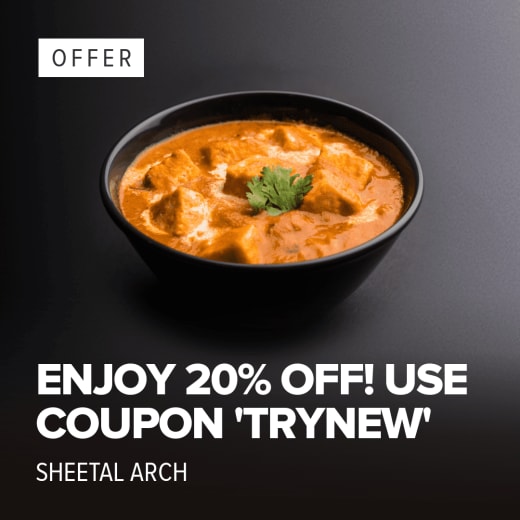 OFFER
ENJOY 20% OFF! USE
COUPON 'TRYNEW'
SHEETAL ARCH